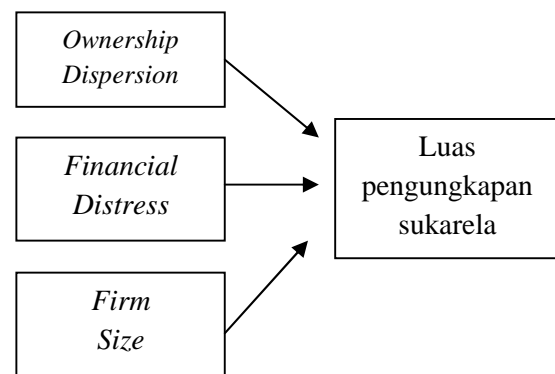 Ownership
Dispersion
Financial
Distress
Firm
Size
Luas
pengungkapan
sukarela